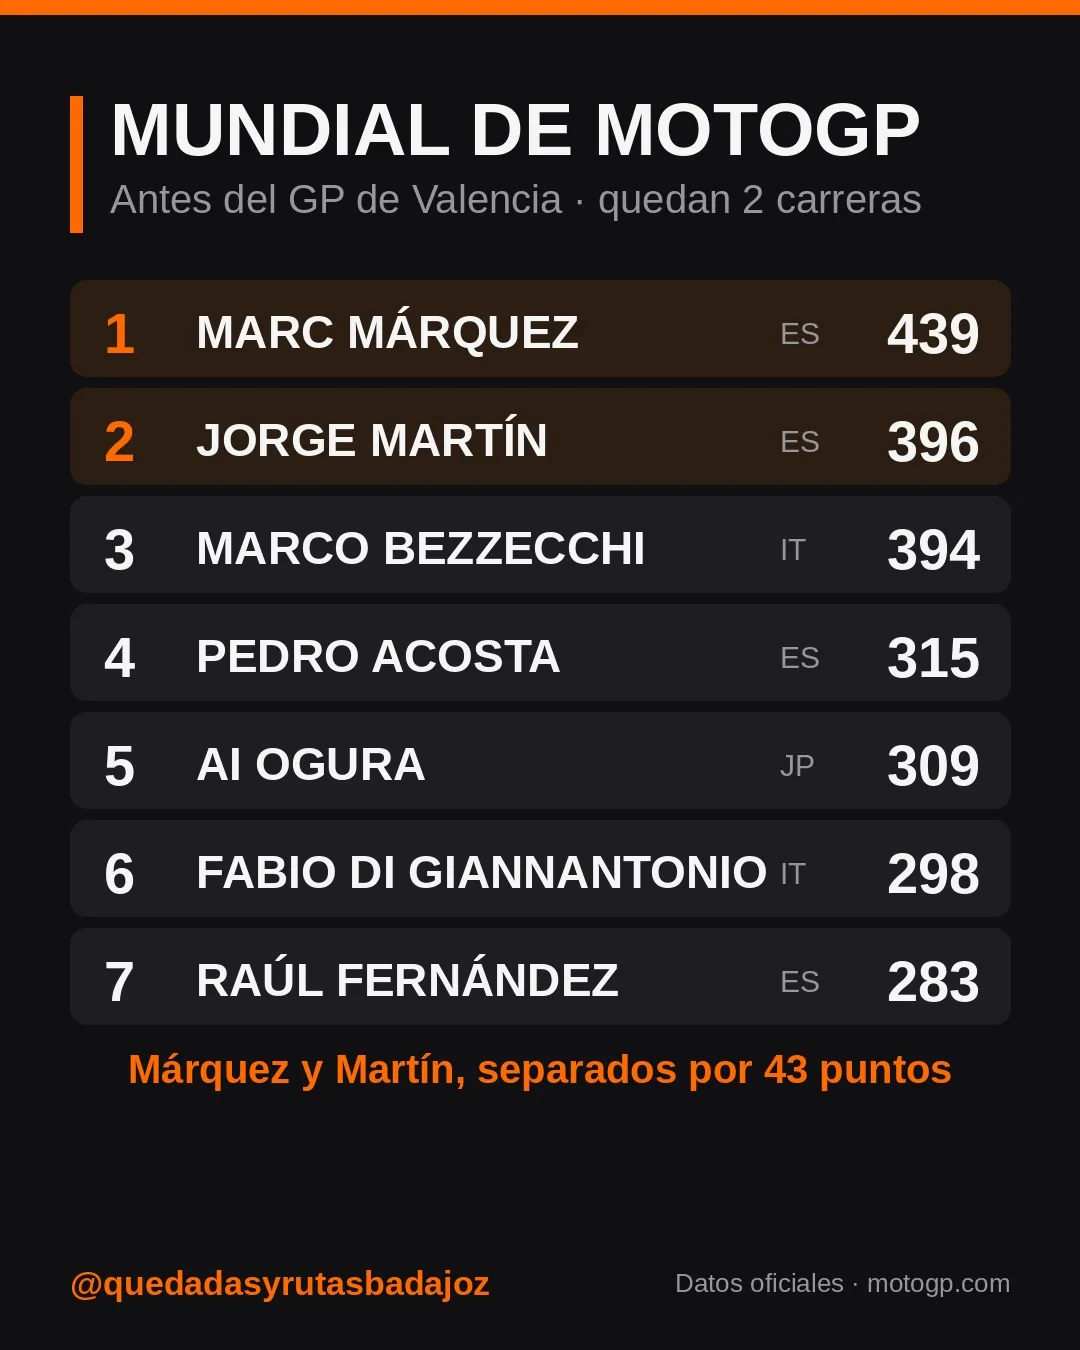 MUNDIAL DE MOTOGP
Antes del GP de Valencia · quedan 2 carreras
1 MARC MÁRQUEZ ES 439
2 JORGE MARTÍN ES 396
3 MARCO BEZZECCHI IT 394
4 PEDRO ACOSTA ES 315
5 AI OGURA JP 309
6 FABIO DI GIANNANTONIO IT 298
7 RAÚL FERNÁNDEZ ES 283
Márquez y Martín, separados por 43 puntos
@quedadasyrutasbadajoz Datos oficiales · motogp.com